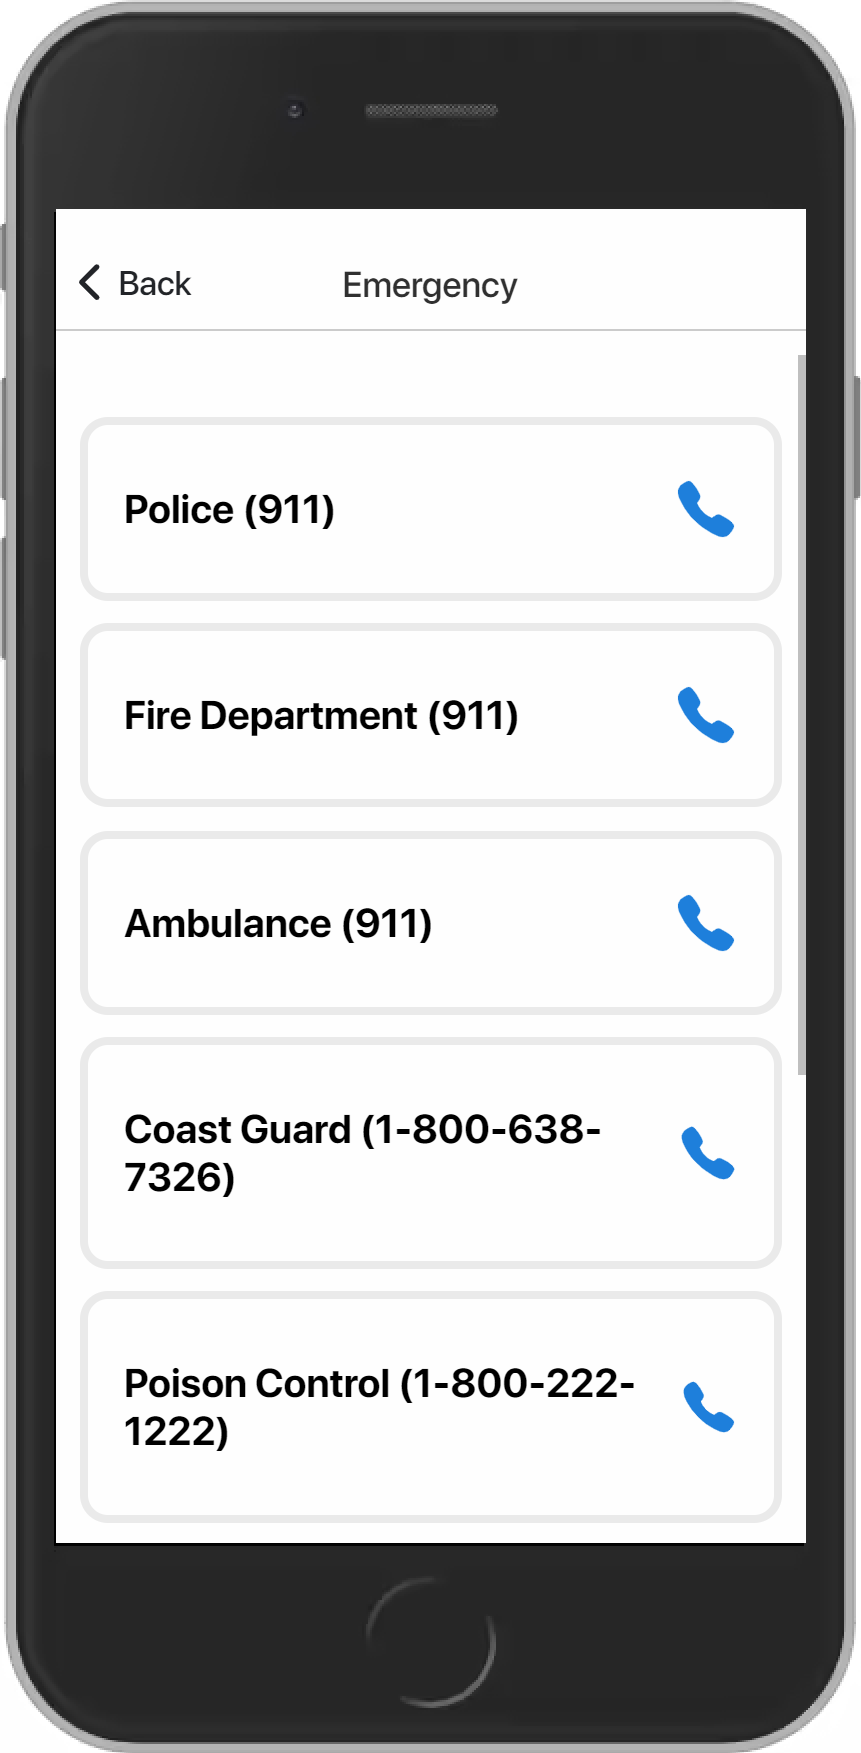 Back
Emergency
Police (911)
Fire Department (911)
Ambulance (911)
Coast Guard (1-800-638-
7326)
Poison Control (1-800-222-
1222)